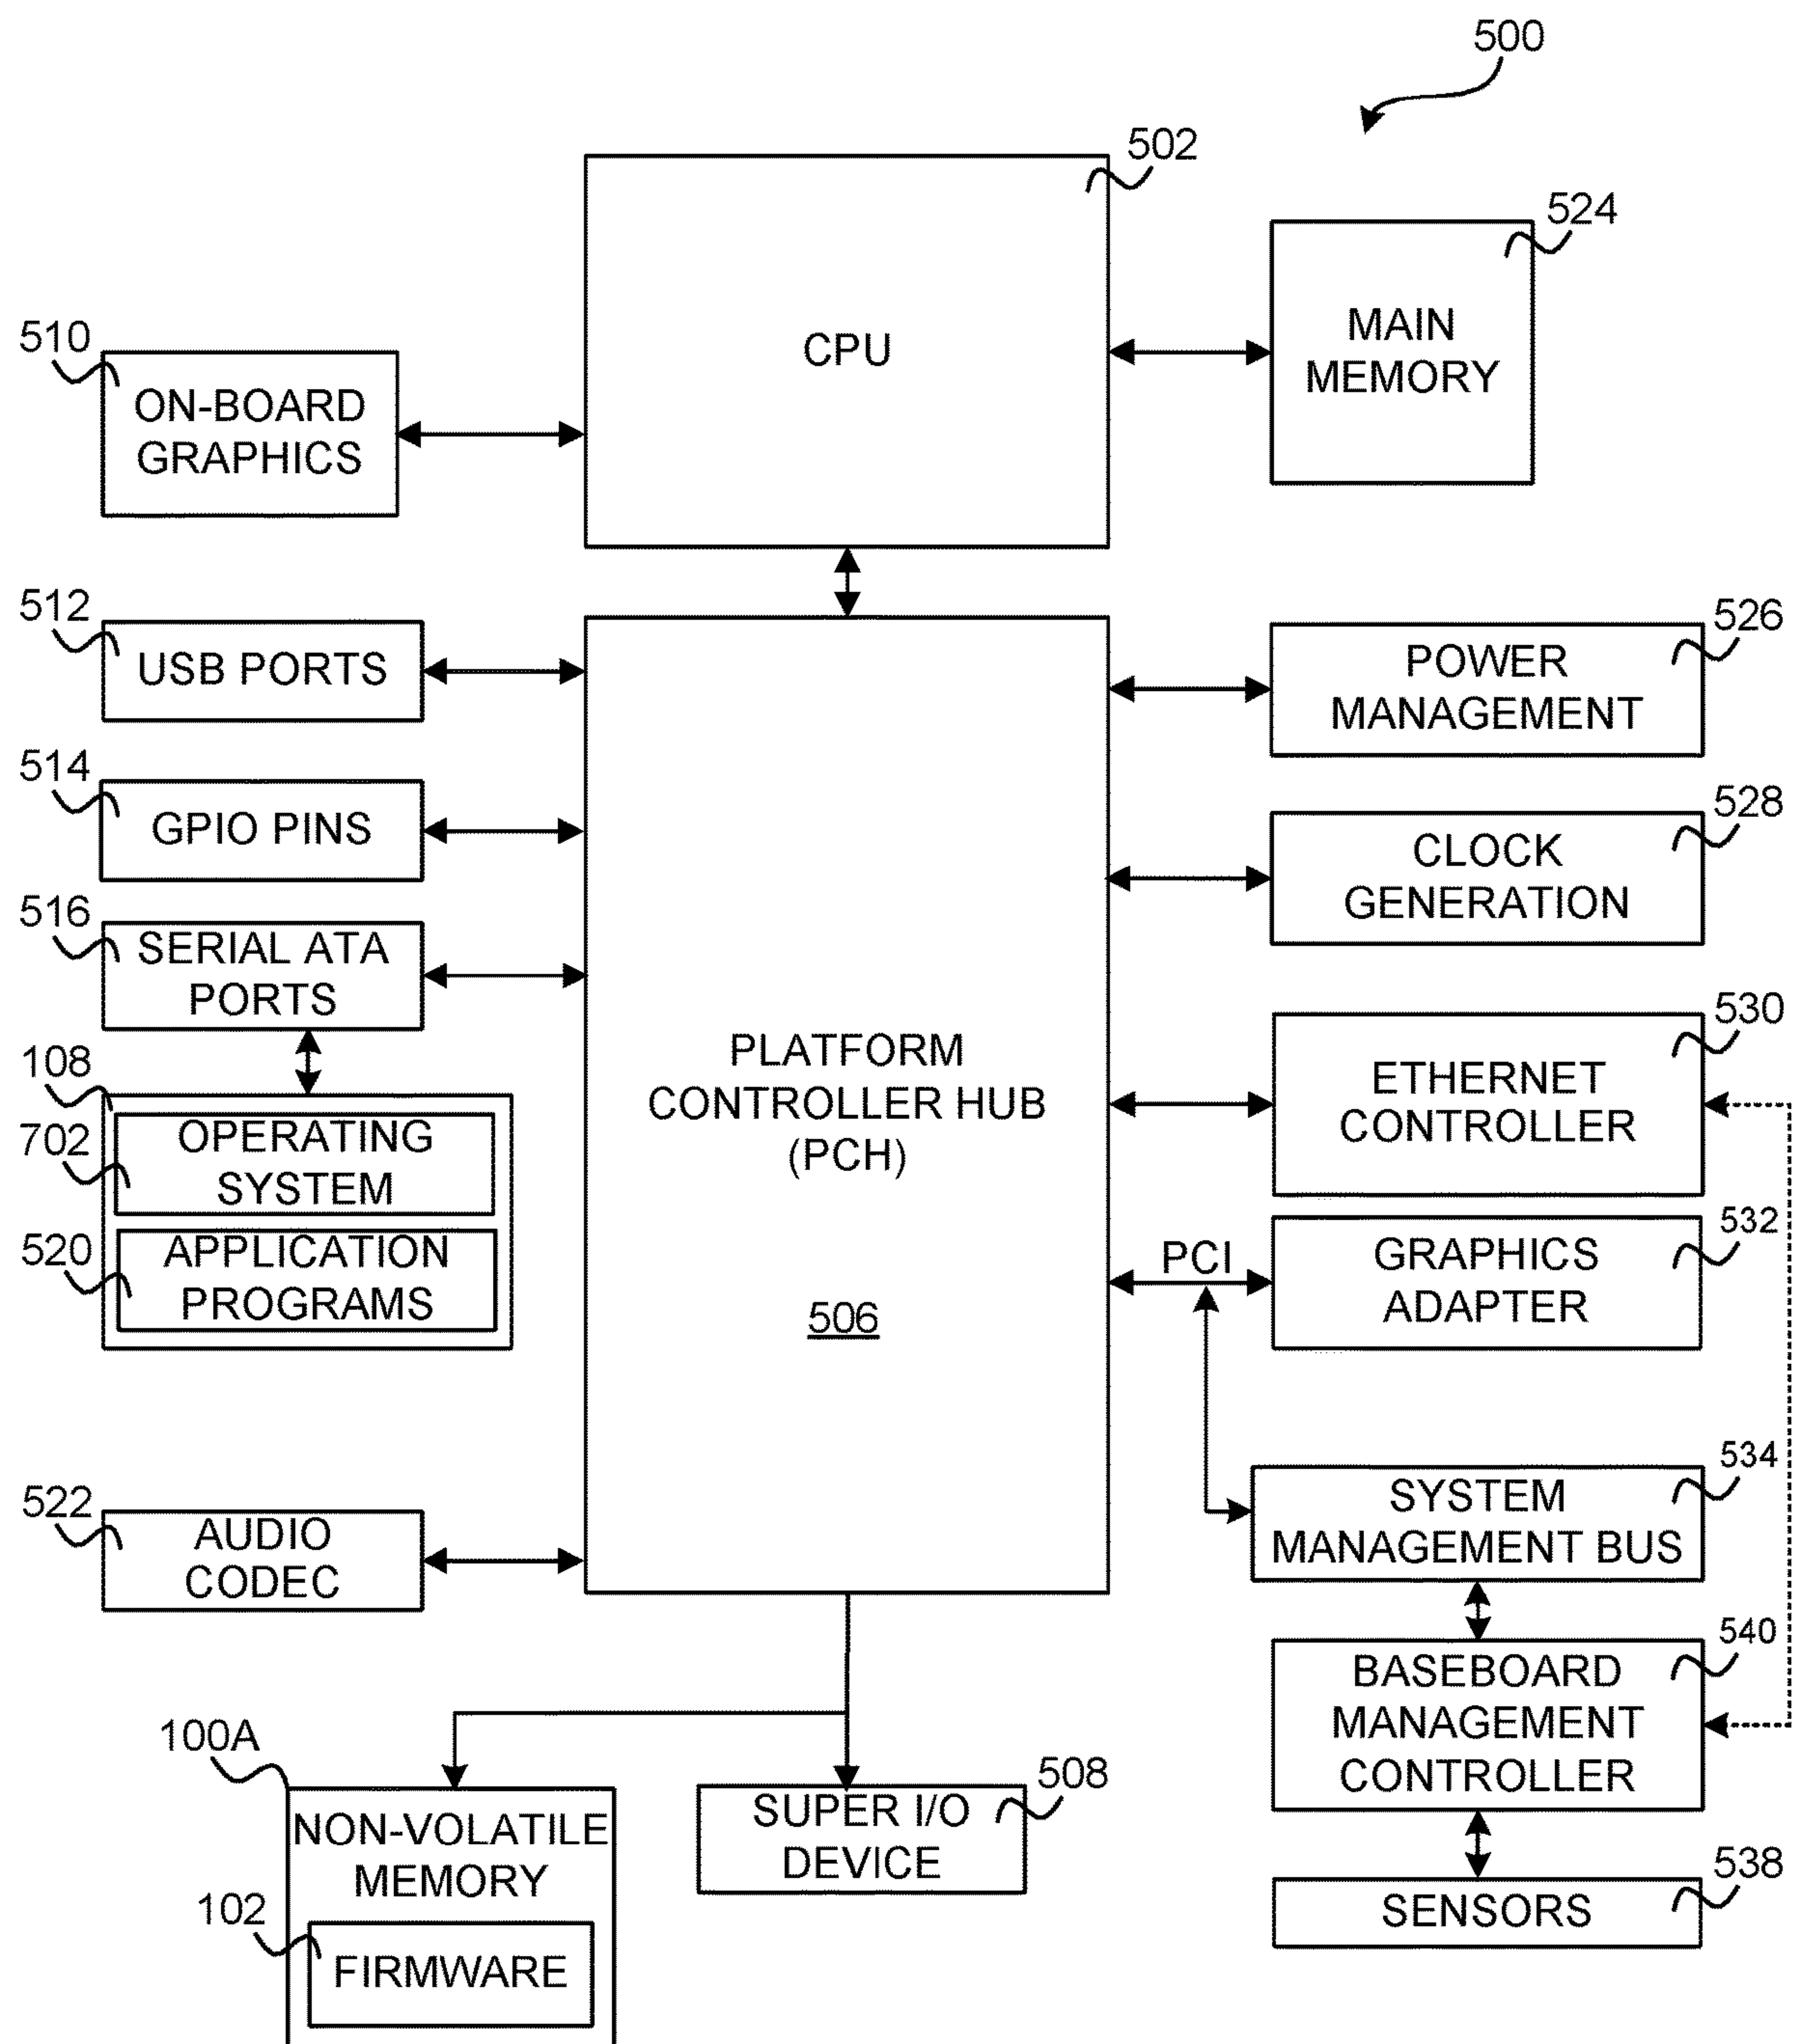 500
502
524
CPU
MAIN
MEMORY
510
ON-BOARD
GRAPHICS
512
USB PORTS
526
POWER
MANAGEMENT
514
GPIO PINS
528
CLOCK
GENERATION
516
SERIAL ATA
PORTS
PLATFORM
CONTROLLER HUB
(PCH)
506
530
ETHERNET
CONTROLLER
108
702
OPERATING
SYSTEM
520
APPLICATION
PROGRAMS
PCI
532
GRAPHICS
ADAPTER
534
SYSTEM
MANAGEMENT BUS
522
AUDIO
CODEC
540
BASEBOARD
MANAGEMENT
CONTROLLER
100A
NON-VOLATILE
MEMORY
102
FIRMWARE
508
SUPER I/O
DEVICE
538
SENSORS